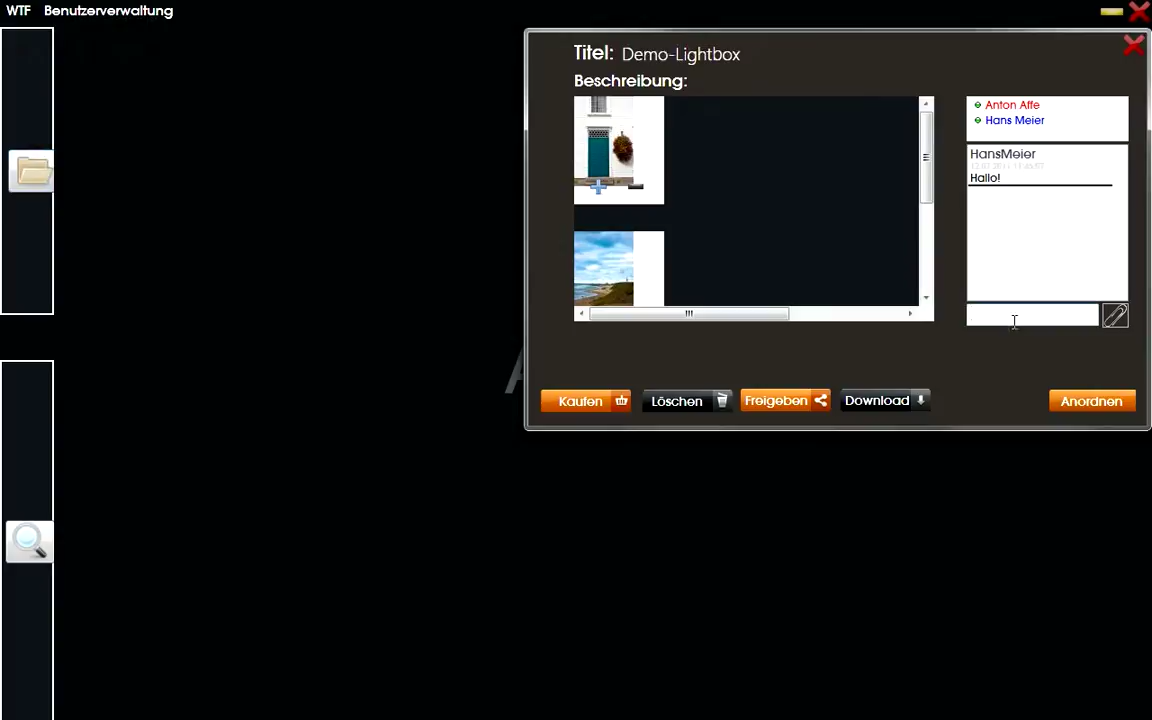 WTF Benutzerverwaltung
Titel: Demo-Lightbox
Beschreibung:
Anton Affe
Hans Meier
HansMeier
Hallo!
Kaufen
Löschen
Freigeben
Download
Anordnen
A